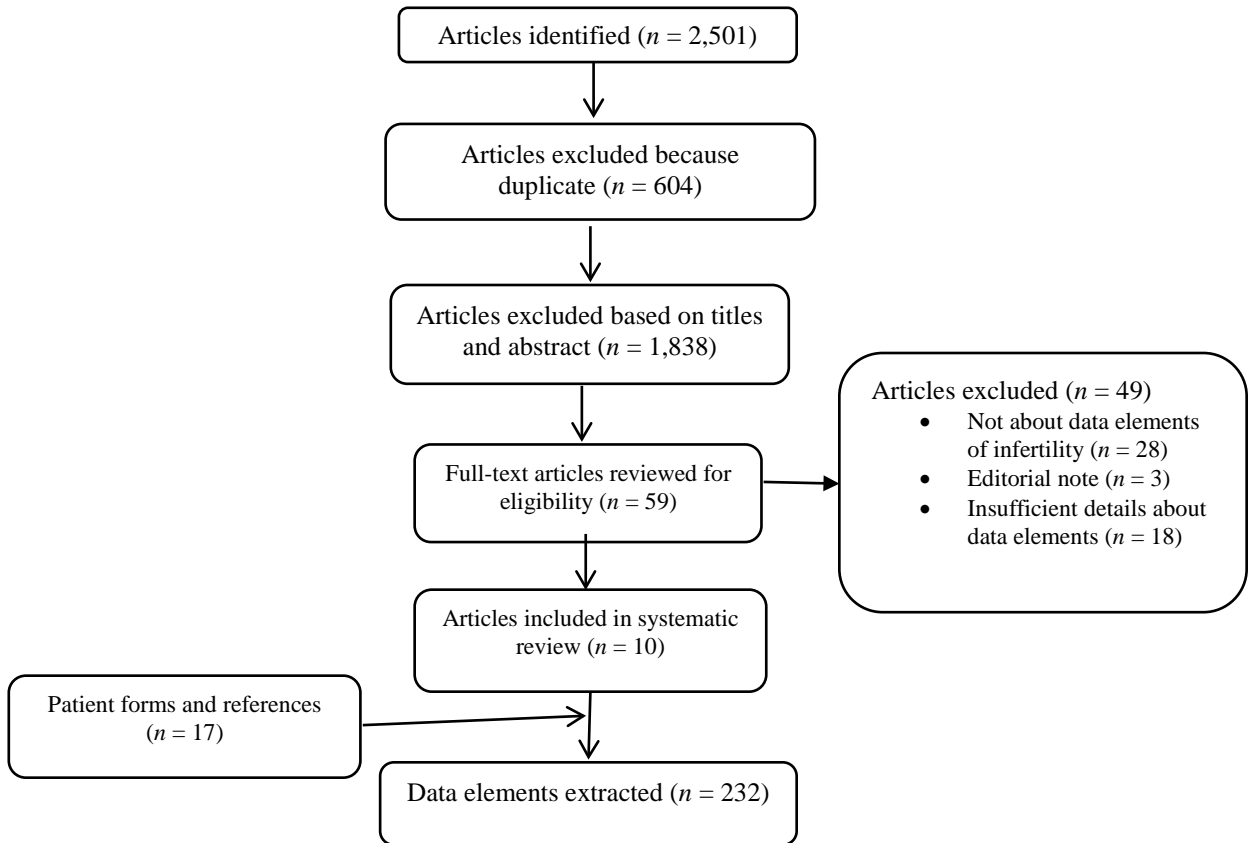 Articles identified (n = 2,501)
Articles excluded because
duplicate (n = 604)
Articles excluded based on titles
and abstract (n = 1,838)
Full-text articles reviewed for
eligibility (n = 59)
Articles excluded (n = 49)
• Not about data elements
of infertility (n = 28)
• Editorial note (n = 3)
• Insufficient details about
data elements (n = 18)
Articles included in systematic
review (n = 10)
Patient forms and references
(n = 17)
Data elements extracted (n = 232)